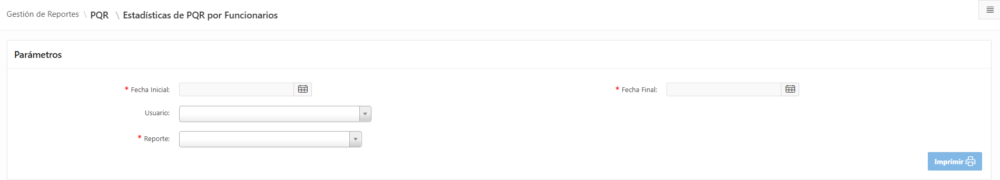 Gestión de Reportes \ PQR \ Estadísticas de PQR por Funcionarios
Parámetros
* Fecha Inicial:
* Fecha Final:
Usuario:
* Reporte:
Imprimir